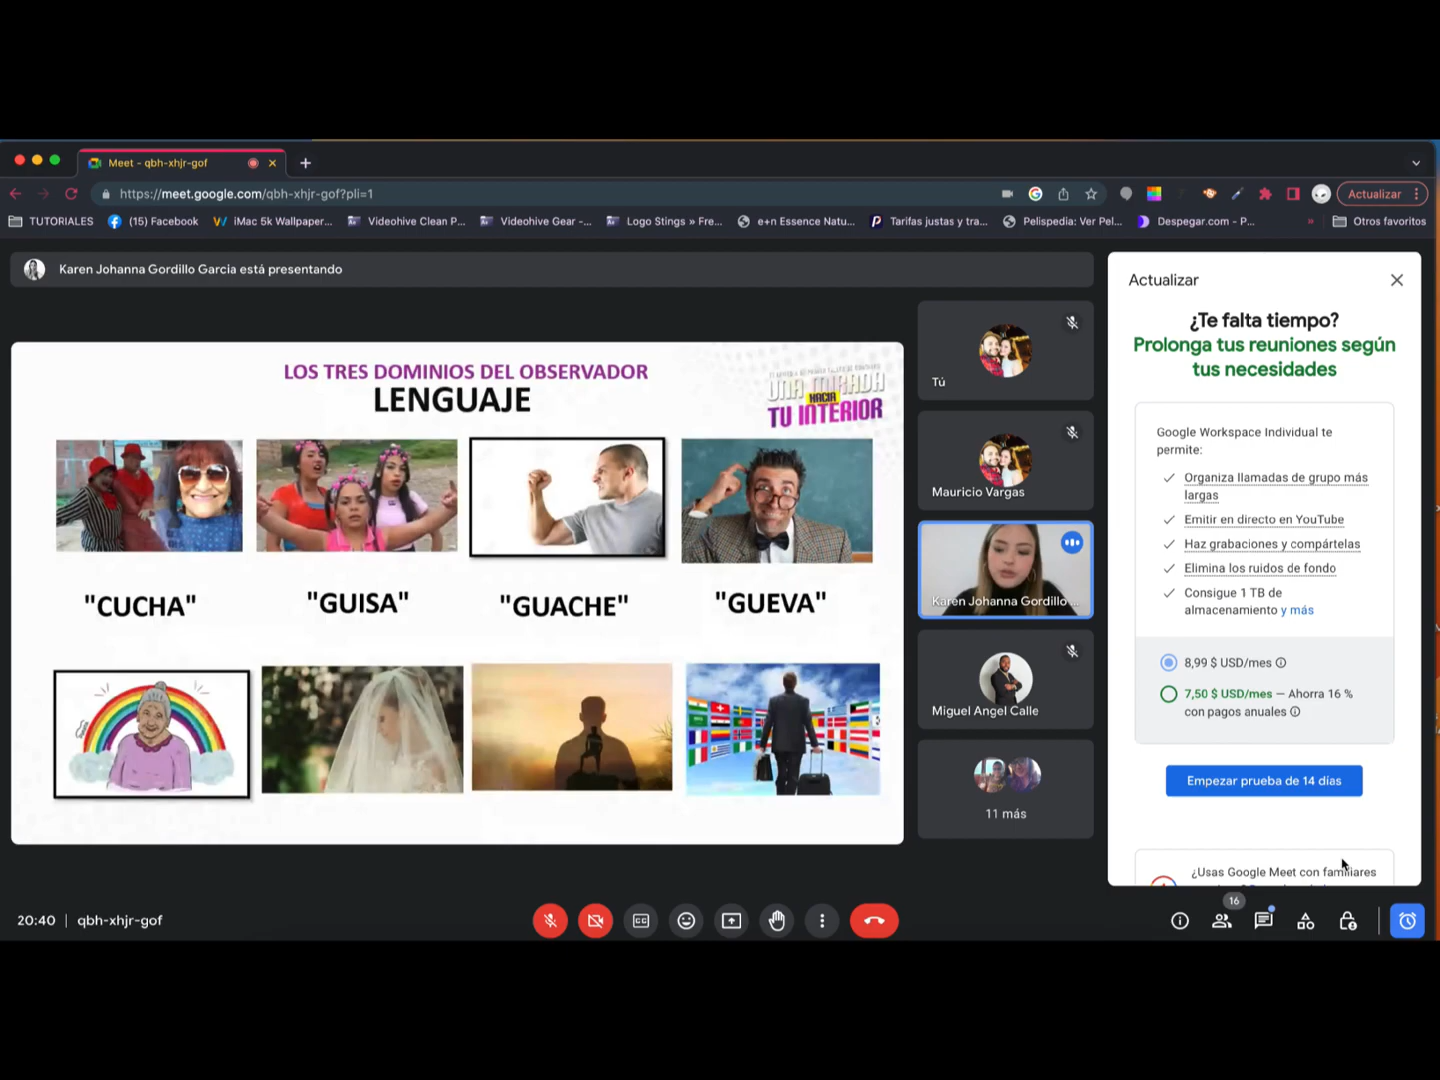 Meet - qbh-xhjr-gof
https://meet.google.com/qbh-xhjr-gof?pli=1
Actualizar
TUTORIALES
(15) Facebook
iMac 5k Wallpaper...
Videohive Clean P...
Videohive Gear -...
Logo Stings » Fre...
e+n Essence Natu...
Tarifas justas y tra...
Pelispedia: Ver Pel...
Despegar.com - P...
»
Otros favoritos
Karen Johanna Gordillo Garcia está presentando
LOS TRES DOMINIOS DEL OBSERVADOR
LENGUAJE
UNA MIRADA
HACIA
TU INTERIOR
"CUCHA"
"GUISA"
"GUACHE"
"GUEVA"
Tú
Mauricio Vargas
Karen Johanna Gordillo ...
Miguel Angel Calle
11 más
Actualizar
¿Te falta tiempo?
Prolonga tus reuniones según
tus necesidades
Google Workspace Individual te
permite:
Organiza llamadas de grupo más
largas
Emitir en directo en YouTube
Haz grabaciones y compártelas
Elimina los ruidos de fondo
Consigue 1 TB de
almacenamiento y más
8,99 $ USD/mes
7,50 $ USD/mes — Ahorra 16 %
con pagos anuales
Empezar prueba de 14 días
¿Usas Google Meet con familiares
20:40 | qbh-xhjr-gof
CC
16